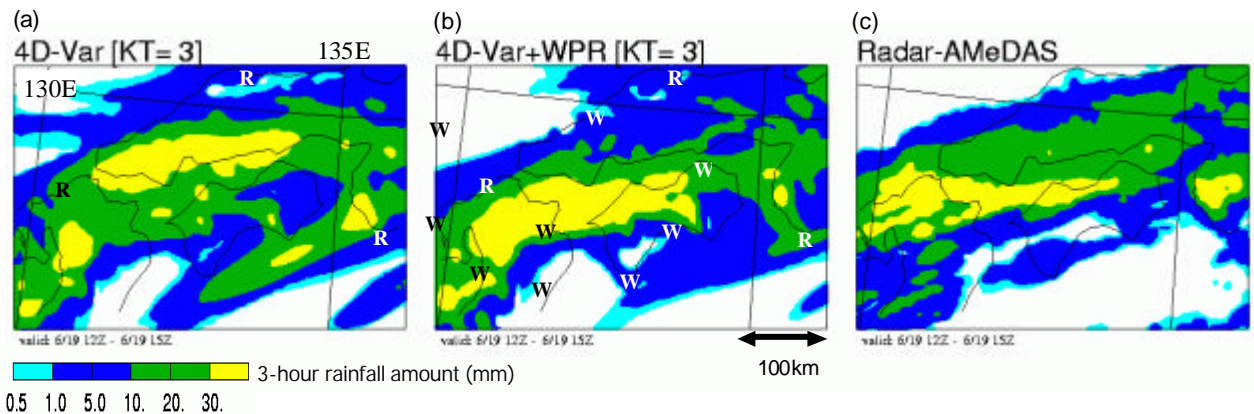 (a)
(b)
(c)
4D-Var [KT= 3]
135E
4D-Var+WPR [KT= 3]
Radar-AMeDAS
130E
R
R
R
R
W
W
W
R
W
W
W
R
W
W
W
valid: 6/19 12Z - 6/19 15Z
valid: 6/19 12Z - 6/19 15Z
valid: 6/19 12Z - 6/19 15Z
100km
3-hour rainfall amount (mm)
0.5 1.0 5.0 10. 20. 30.